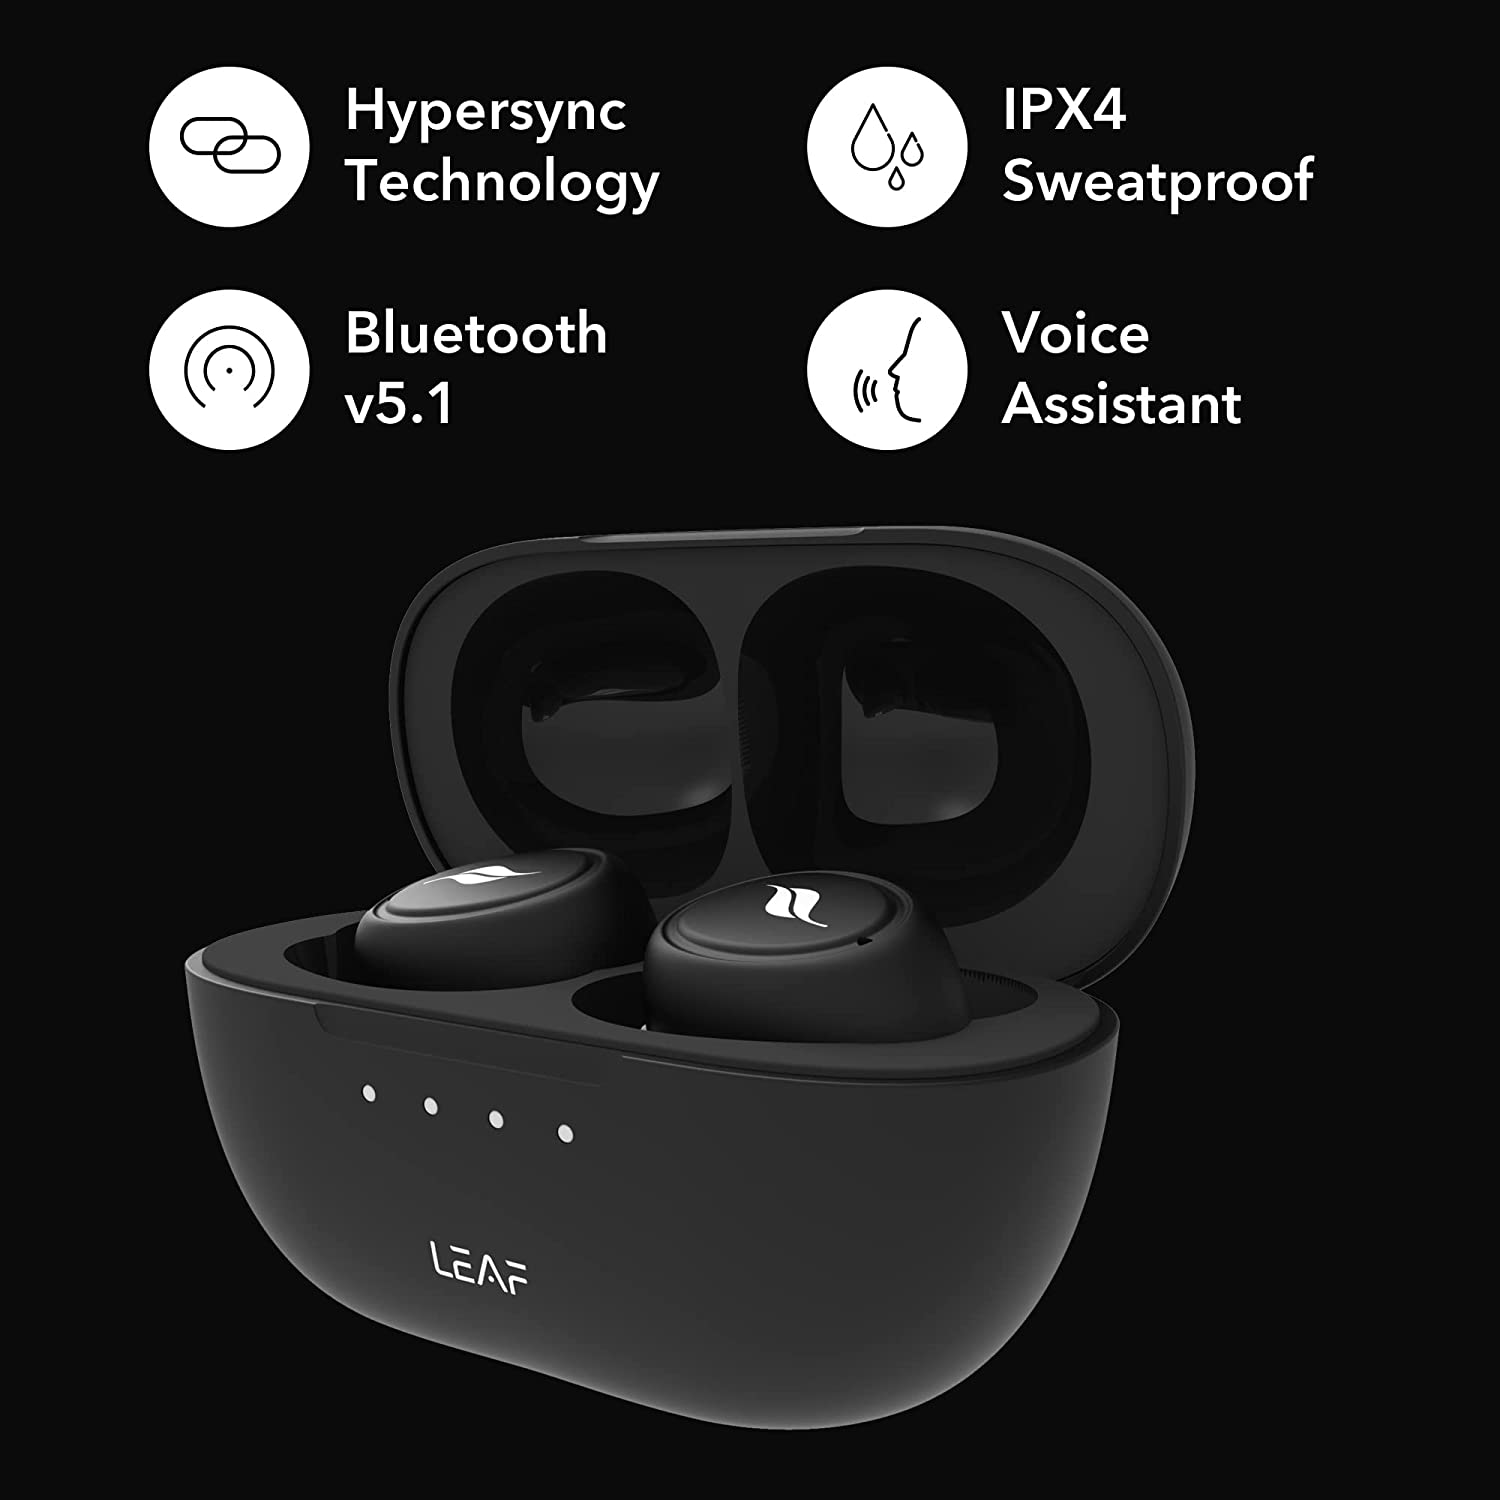 Hypersync
Technology
IPX4
Sweatproof
Bluetooth
v5.1
Voice
Assistant
LEAF